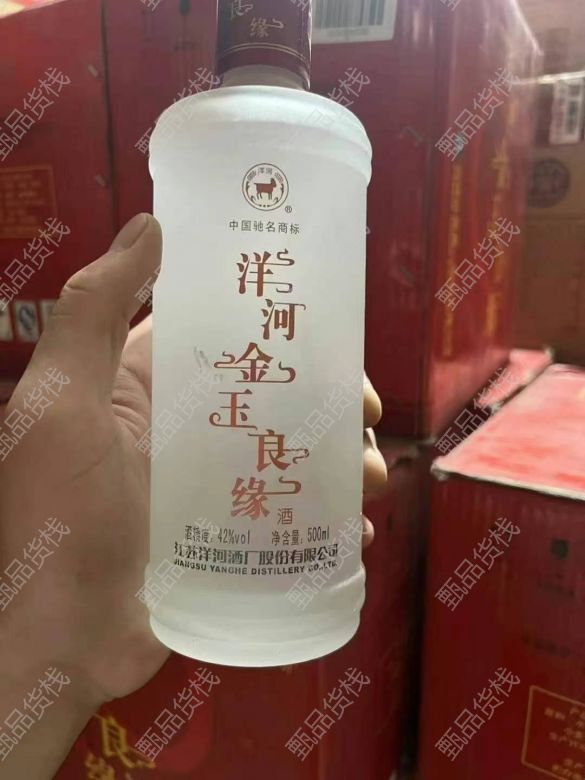 良缘
洋河
®
中国驰名商标
洋河金玉良缘
酒
酒精度：42%vol 净含量：500ml
江苏洋河酒厂股份有限公司
JIANGSU YANGHE DISTILLERY CO.,LTD.
良缘
甄品货栈